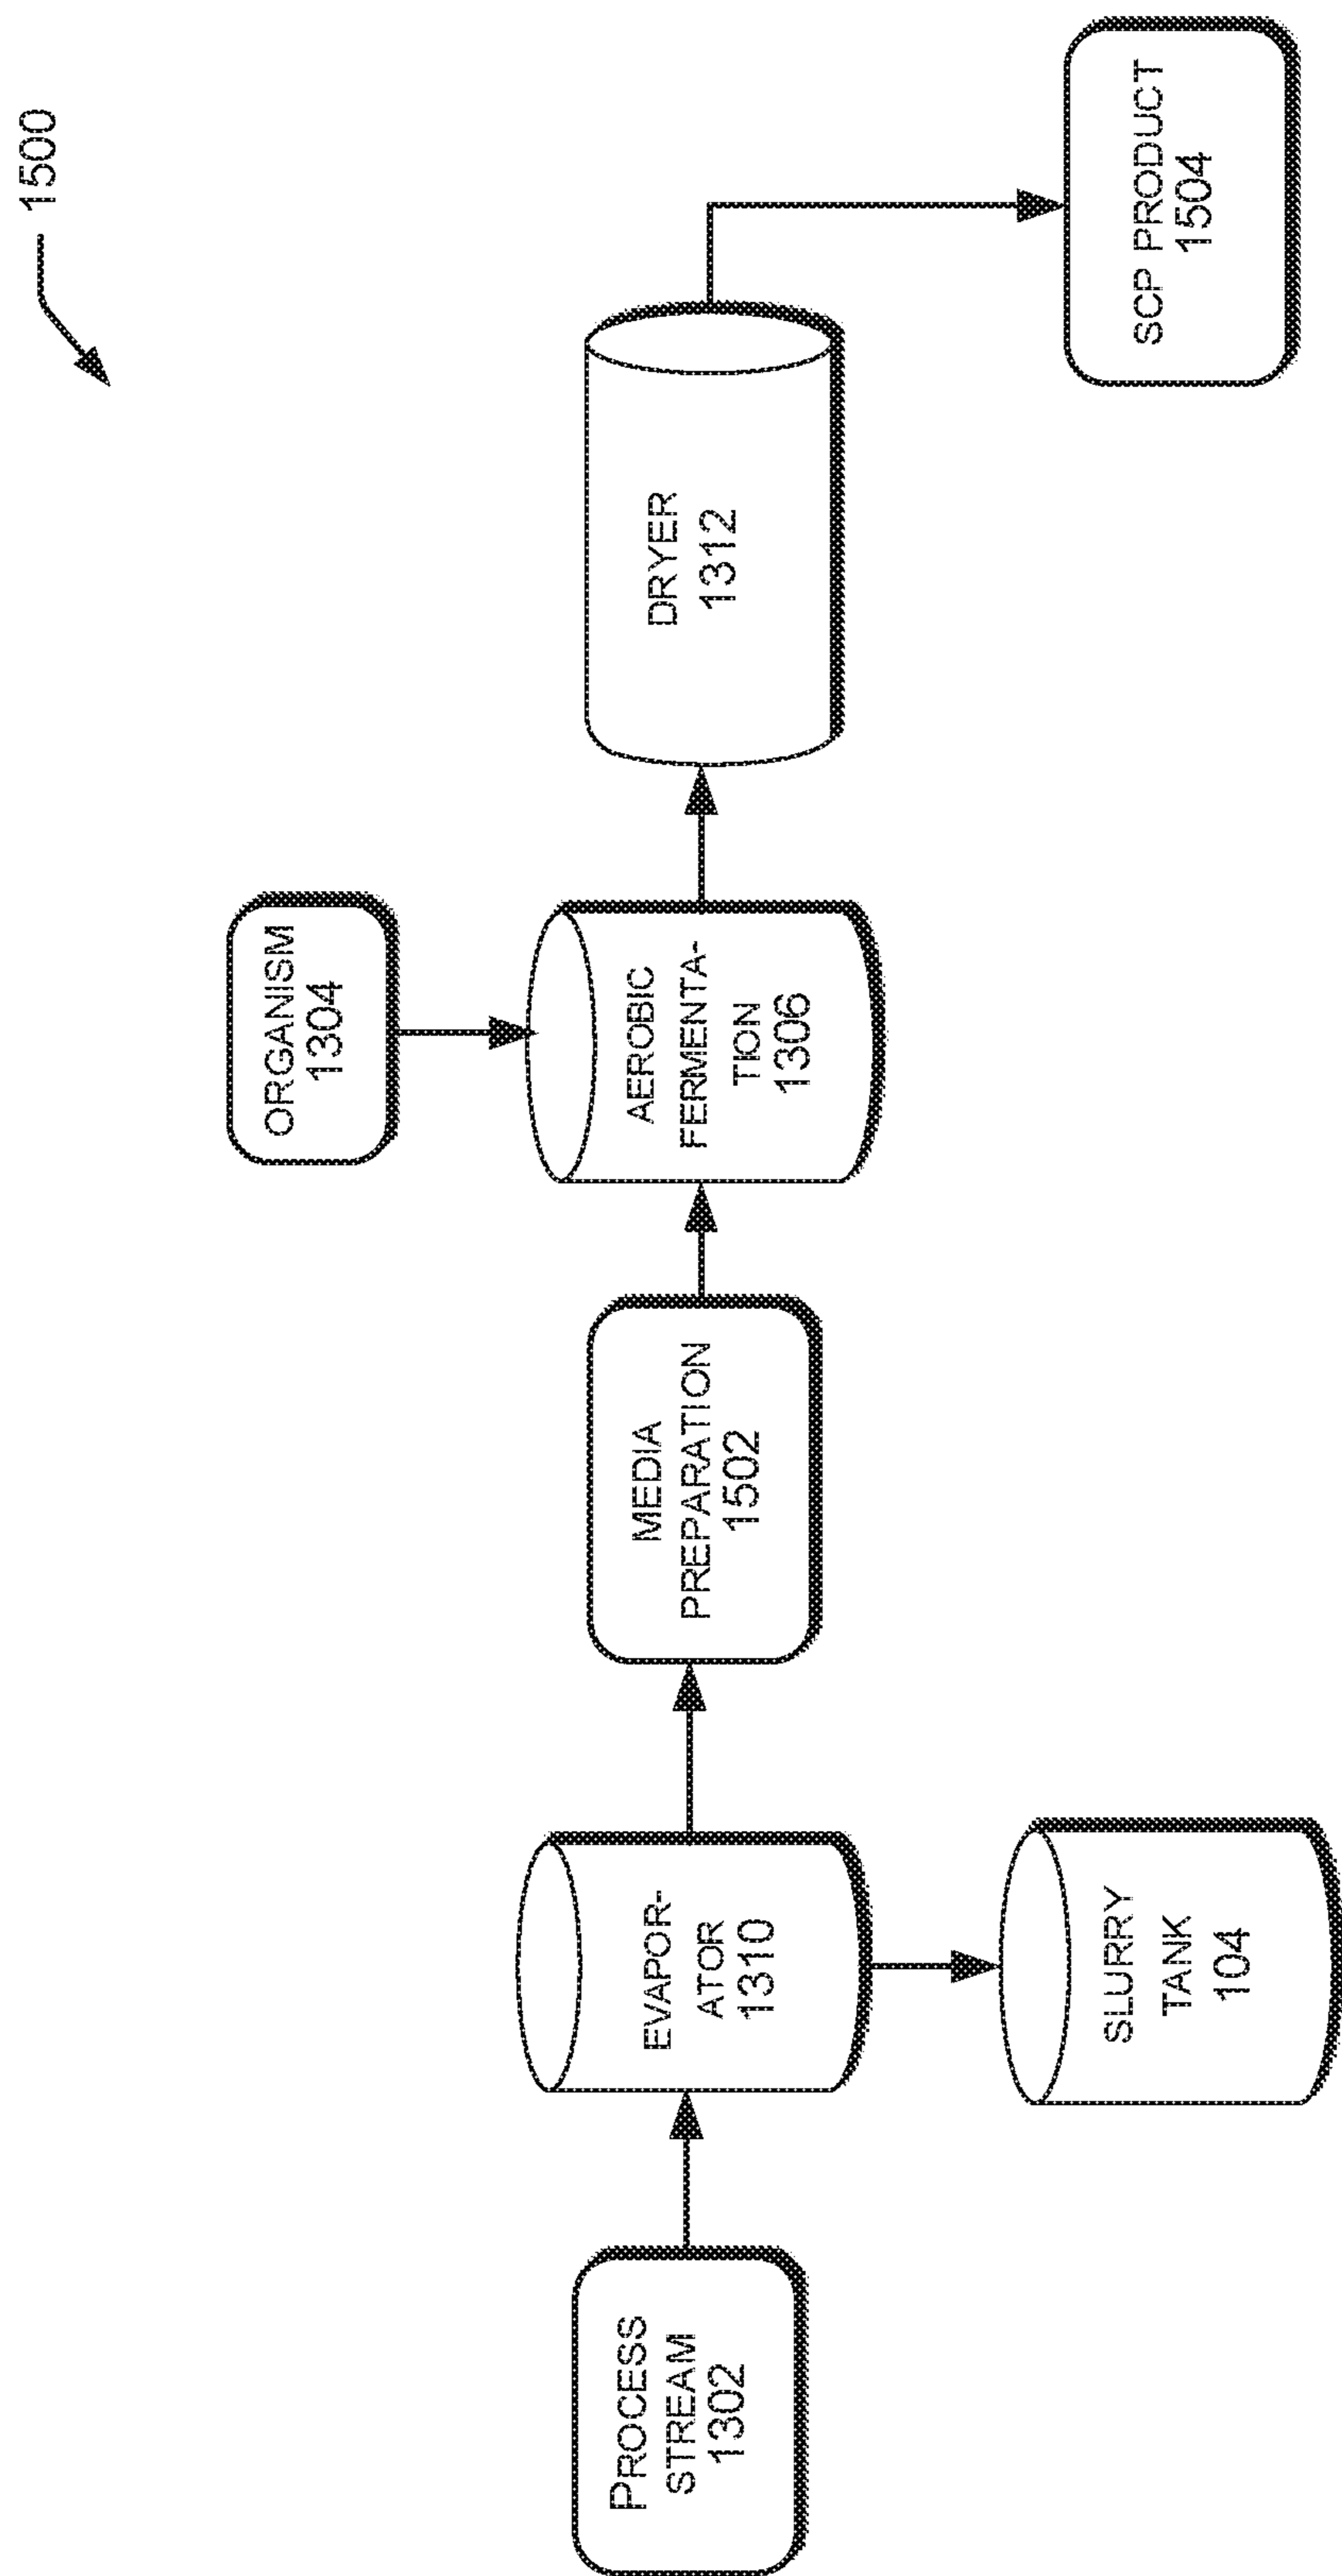 1500
ORGANISM
1304
PROCESS
STREAM
1302
EVAPOR-
ATOR
1310
MEDIA
PREPARATION
1502
AEROBIC
FERMENTA-
TION
1306
DRYER
1312
SLURRY
TANK
104
SCP PRODUCT
1504